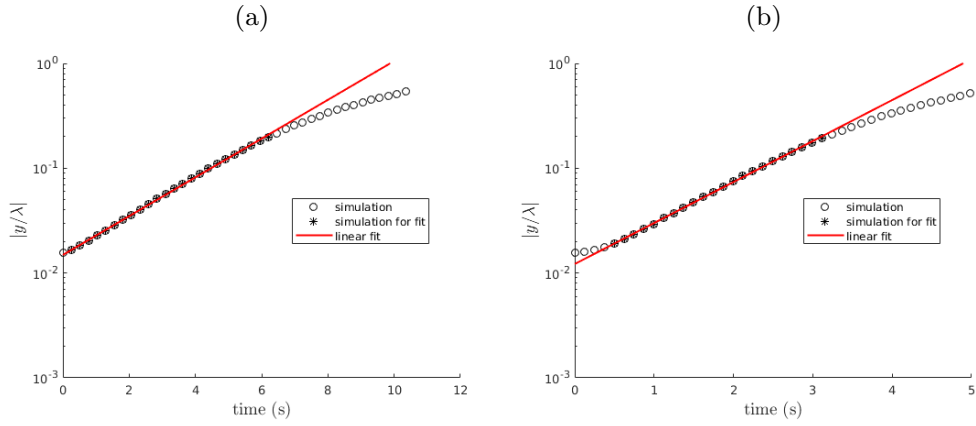 (a)
10^0
10^-1
10^-2
10^-3
|y/λ|
0 2 4 6 8 10 12
time (s)
simulation
simulation for fit
linear fit
(b)
10^0
10^-1
10^-2
10^-3
|y/λ|
0 1 2 3 4 5
time (s)
simulation
simulation for fit
linear fit